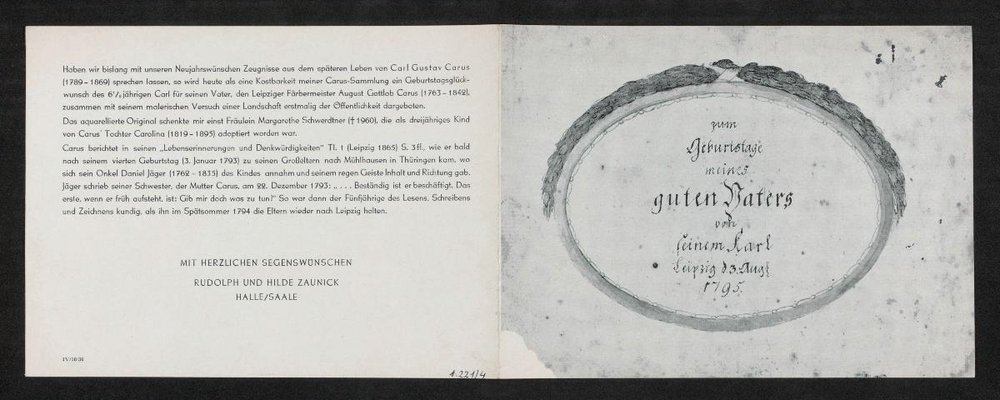 Haben wir bislang mit unseren Neujahrswünschen Zeugnisse aus dem späteren Leben von Carl Gustav Carus
(1789–1869) sprechen lassen, so wird heute als eine Kostbarkeit meiner Carus-Sammlung ein Geburtstagsglück-
wunsch des 6½jährigen Carl für seinen Vater, den Leipziger Färbermeister August Gottlob Carus (1763–1842),
zusammen mit seinem malerischen Versuch einer Landschaft erstmalig der Öffentlichkeit dargeboten.
Das aquarellierte Original schenkte mir einst Fräulein Margarethe Schwerdtner († 1960), die als dreijähriges Kind
von Carus' Tochter Carolina (1819–1895) adoptiert worden war.
Carus berichtet in seinen „Lebenserinnerungen und Denkwürdigkeiten" Tl. 1 (Leipzig 1865) S. 3fl., wie er bald
nach seinem vierten Geburtstag (3. Januar 1793) zu seinen Großeltern nach Mühlhausen in Thüringen kam, wo
sich sein Onkel Daniel Jäger (1762–1835) des Kindes annahm und seinem regen Geiste Inhalt und Richtung gab.
Jäger schrieb seiner Schwester, der Mutter Carus, am 22. Dezember 1793: „. . . Beständig ist er beschäftigt. Das
erste, wenn er früh aufsteht, ist: Gib mir doch was zu tun!" So war dann der Fünfjährige des Lesens, Schreibens
und Zeichnens kundig, als ihn im Spätsommer 1794 die Eltern wieder nach Leipzig holten.
MIT HERZLICHEN SEGENSWÜNSCHEN
RUDOLPH UND HILDE ZAUNICK
HALLE/SAALE
IV/10/31
1.221/4
zum
Geburtstage
meines
guten Vaters
von
seinem Karl
Leipzig d 3. Augt
1795.